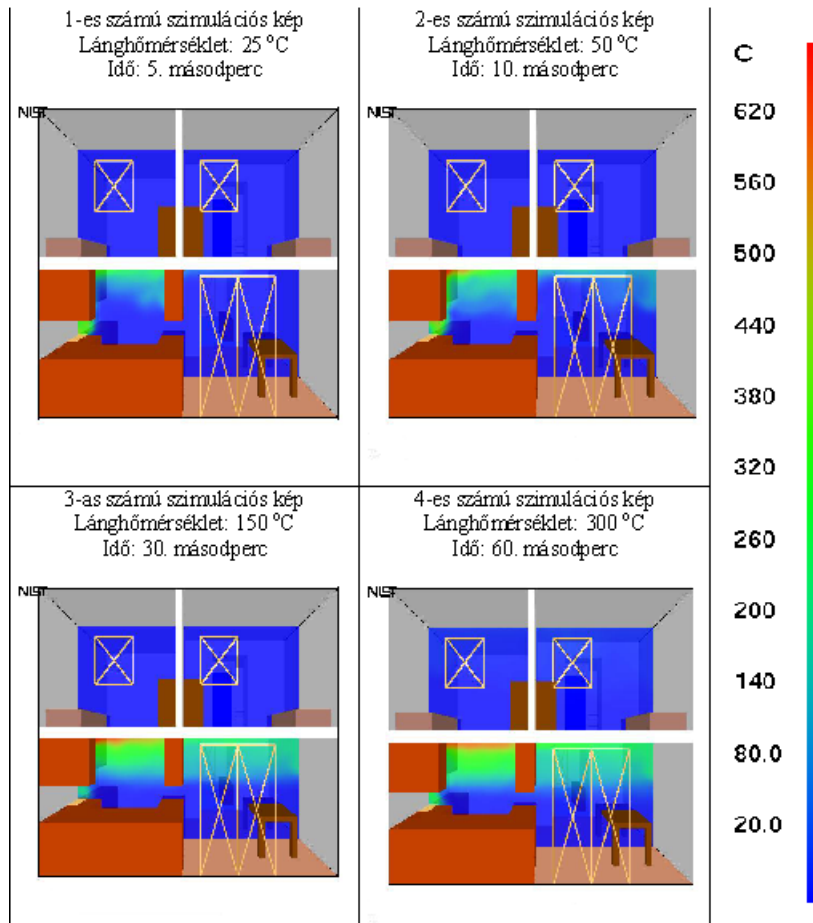 1-es számú szimulációs kép
Lánghőmérséklet: 25 °C
Idő: 5. másodperc
NIST
2-es számú szimulációs kép
Lánghőmérséklet: 50 °C
Idő: 10. másodperc
NIST
3-as számú szimulációs kép
Lánghőmérséklet: 150 °C
Idő: 30. másodperc
NIST
4-es számú szimulációs kép
Lánghőmérséklet: 300 °C
Idő: 60. másodperc
NIST
C
620
560
500
440
380
320
260
200
140
80.0
20.0